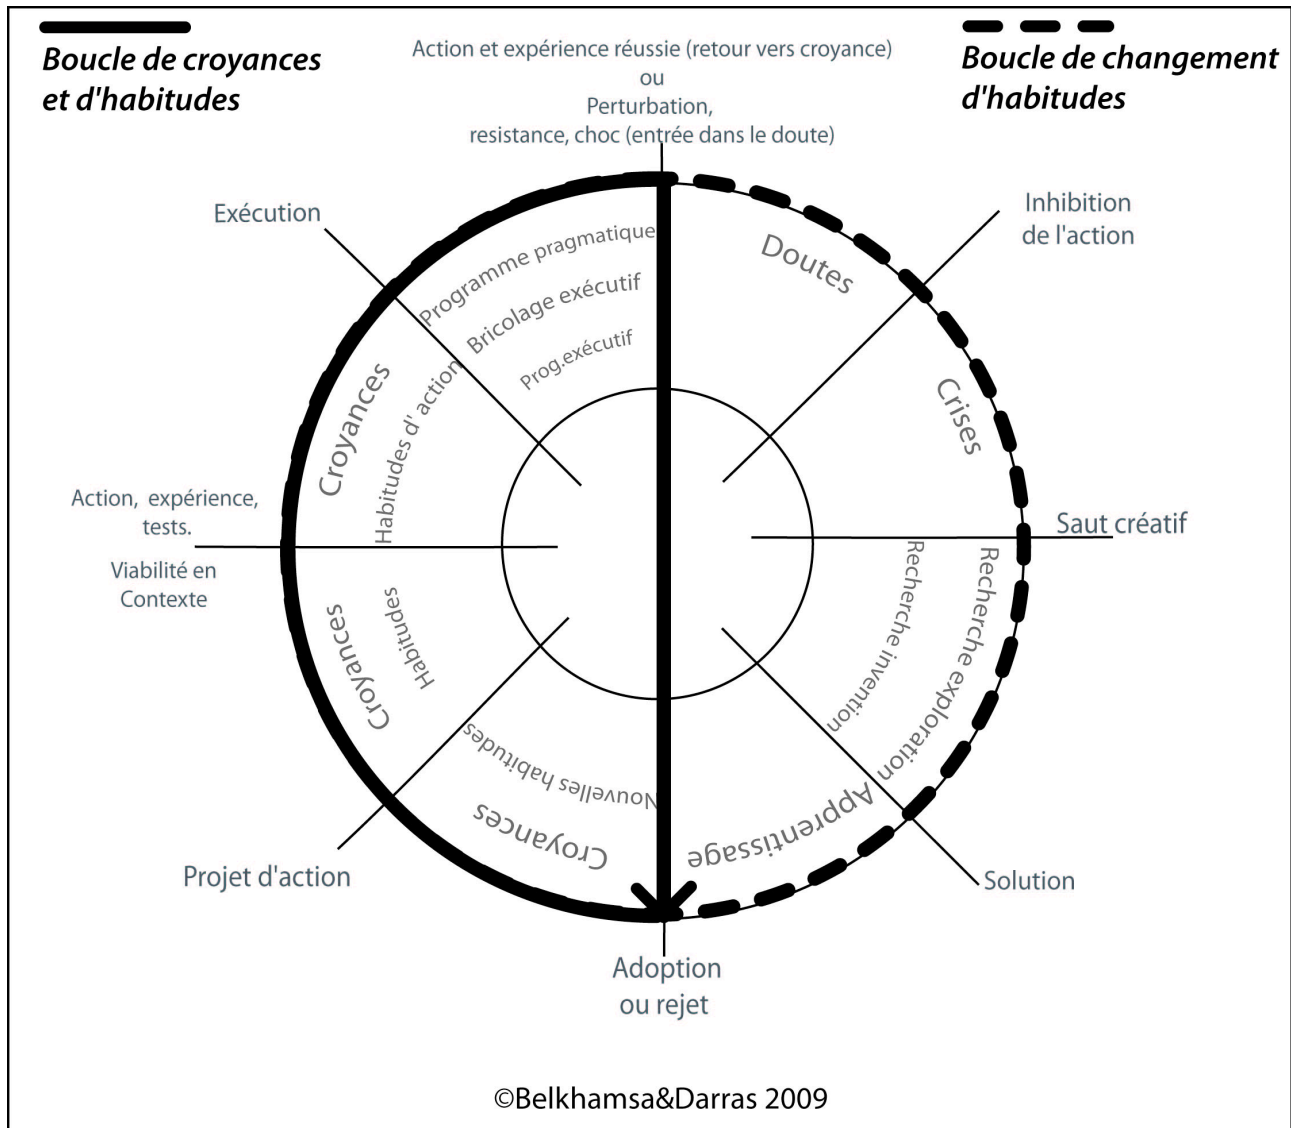 Boucle de croyances
et d'habitudes
Action et expérience réussie (retour vers croyance)
ou
Perturbation,
resistance, choc (entrée dans le doute)
Boucle de changement
d'habitudes
Exécution
Inhibition
de l'action
Programme pragmatique
Bricolage exécutif
Prog.exécutif
Doutes
Crises
Croyances
Habitudes d' action
Action, expérience,
tests.
Viabilité en
Contexte
Saut créatif
Recherche exploration
Recherche invention
Croyances
Habitudes
Nouvelles habitudes
Croyances
Apprentissage
Projet d'action
Solution
Adoption
ou rejet
©Belkhamsa&Darras 2009